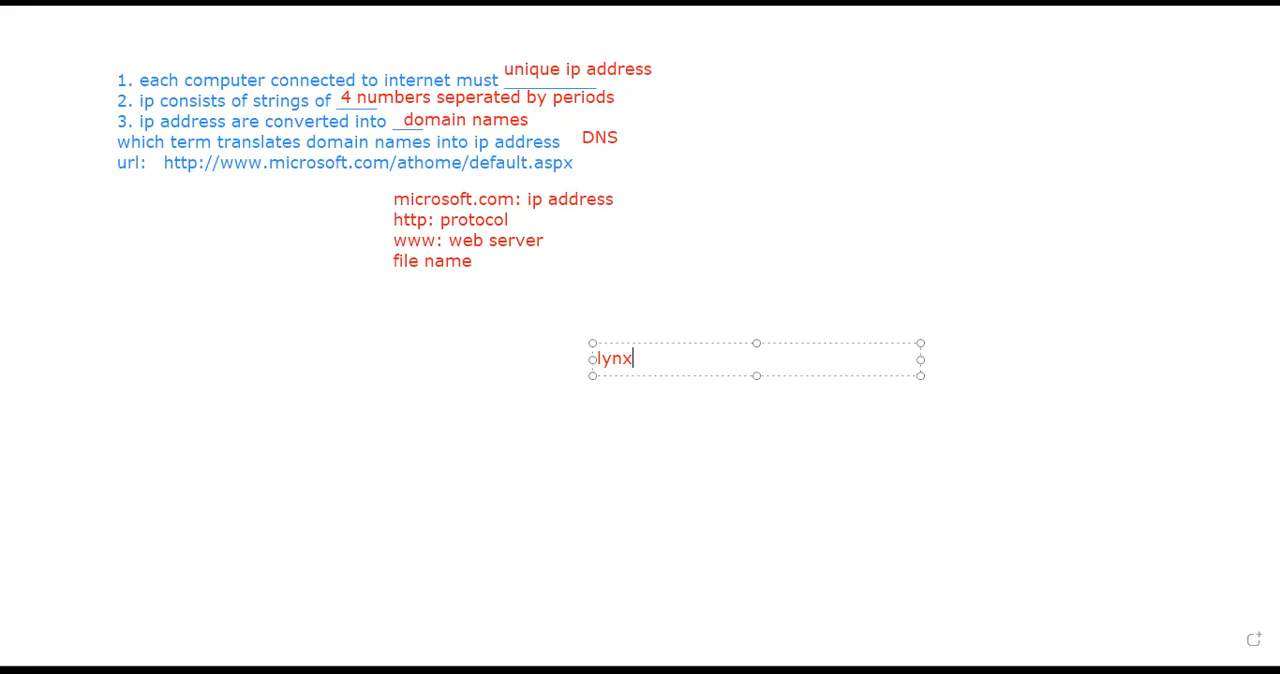 1. each computer connected to internet must ________ unique ip address
2. ip consists of strings of ____ 4 numbers seperated by periods
3. ip address are converted into ___ domain names
which term translates domain names into ip address DNS
url: http://www.microsoft.com/athome/default.aspx
microsoft.com: ip address
http: protocol
www: web server
file name
lynx